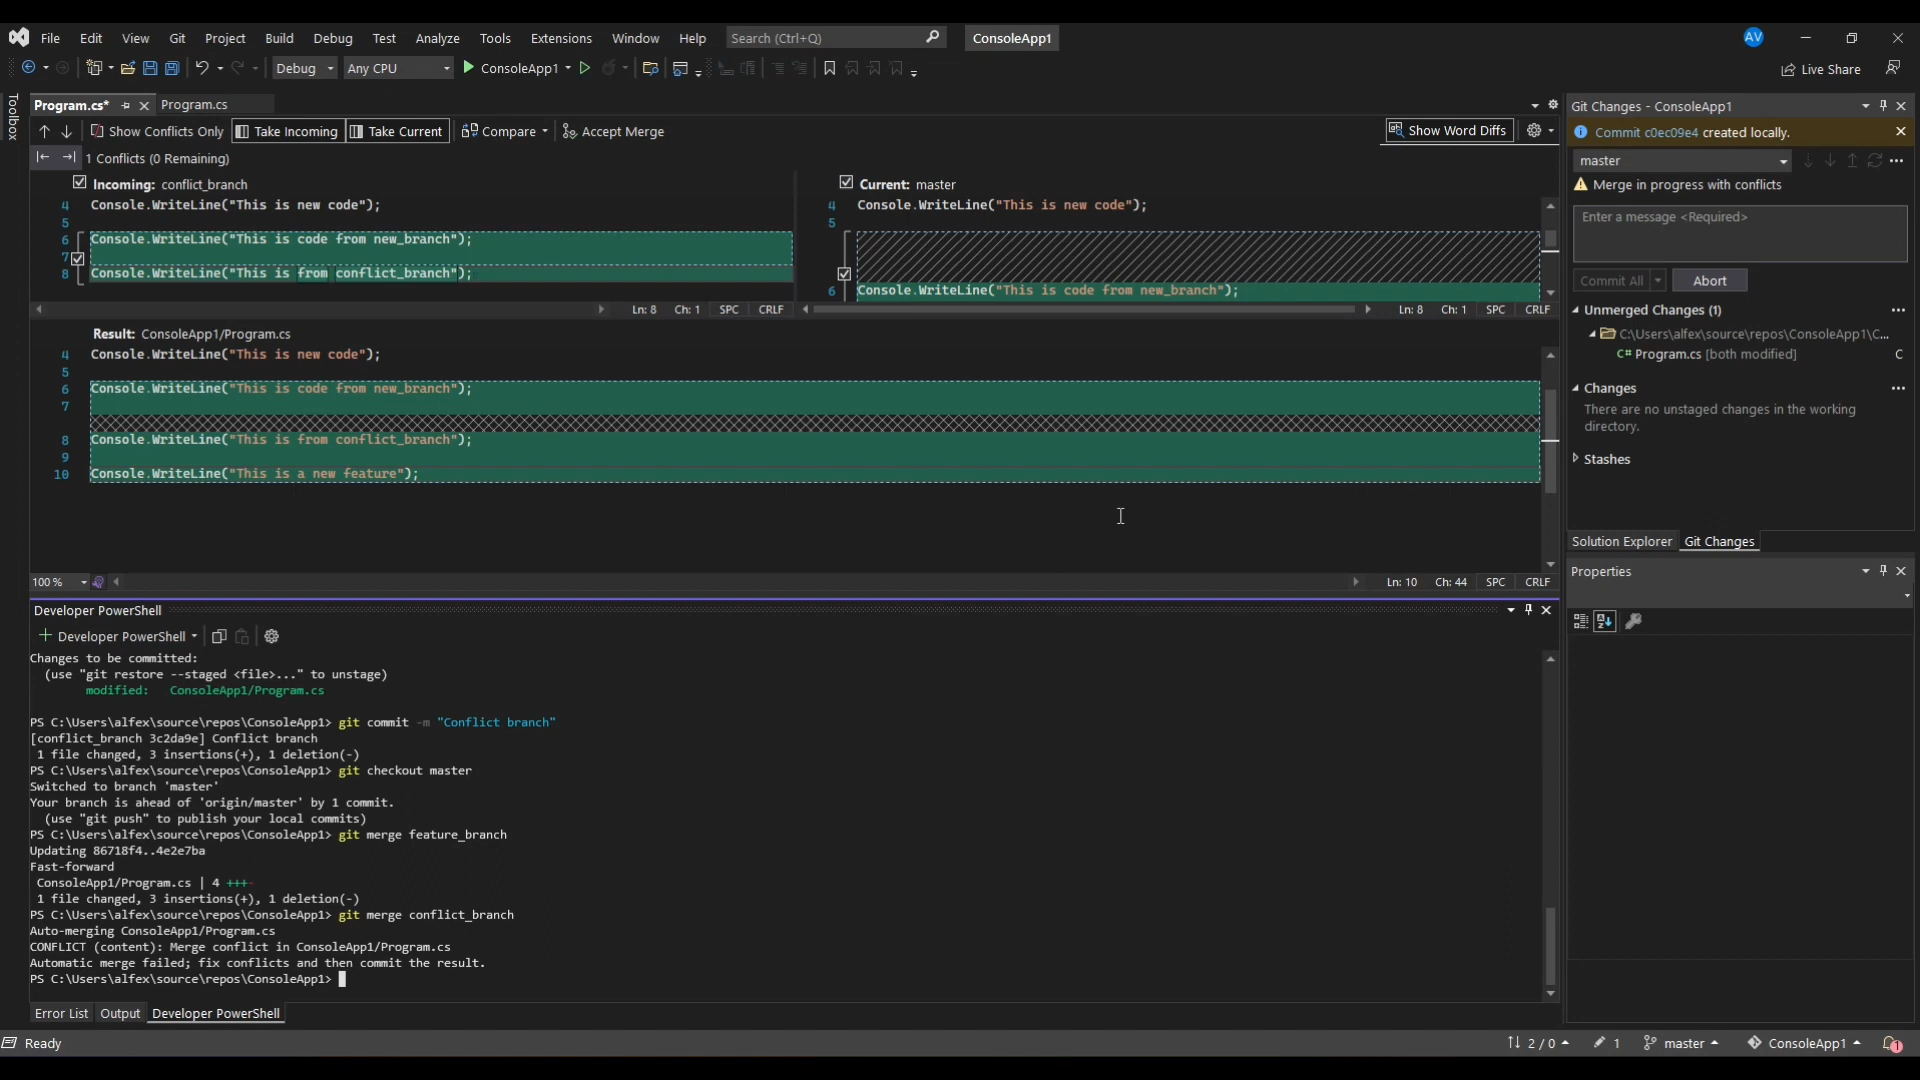 File Edit View Git Project Build Debug Test Analyze Tools Extensions Window Help Search (Ctrl+Q) ConsoleApp1 AV
Debug Any CPU ConsoleApp1 Live Share
Toolbox
Program.cs* Program.cs
Show Conflicts Only Take Incoming Take Current Compare Accept Merge Show Word Diffs
1 Conflicts (0 Remaining)
Incoming: conflict_branch
4 Console.WriteLine("This is new code");
5
6 Console.WriteLine("This is code from new_branch");
7
8 Console.WriteLine("This is from conflict_branch");
Ln: 8 Ch: 1 SPC CRLF
Current: master
4 Console.WriteLine("This is new code");
5
6 Console.WriteLine("This is code from new_branch");
Ln: 8 Ch: 1 SPC CRLF
Result: ConsoleApp1/Program.cs
4 Console.WriteLine("This is new code");
5
6 Console.WriteLine("This is code from new_branch");
7
8 Console.WriteLine("This is from conflict_branch");
9
10 Console.WriteLine("This is a new feature");
100 % Ln: 10 Ch: 44 SPC CRLF
Developer PowerShell
Developer PowerShell
Changes to be committed:
(use "git restore --staged <file>..." to unstage)
modified: ConsoleApp1/Program.cs
PS C:\Users\alfex\source\repos\ConsoleApp1> git commit -m "Conflict branch"
[conflict_branch 3c2da9e] Conflict branch
1 file changed, 3 insertions(+), 1 deletion(-)
PS C:\Users\alfex\source\repos\ConsoleApp1> git checkout master
Switched to branch 'master'
Your branch is ahead of 'origin/master' by 1 commit.
(use "git push" to publish your local commits)
PS C:\Users\alfex\source\repos\ConsoleApp1> git merge feature_branch
Updating 86718f4..4e2e7ba
Fast-forward
ConsoleApp1/Program.cs | 4 +++-
1 file changed, 3 insertions(+), 1 deletion(-)
PS C:\Users\alfex\source\repos\ConsoleApp1> git merge conflict_branch
Auto-merging ConsoleApp1/Program.cs
CONFLICT (content): Merge conflict in ConsoleApp1/Program.cs
Automatic merge failed; fix conflicts and then commit the result.
PS C:\Users\alfex\source\repos\ConsoleApp1>
Error List Output Developer PowerShell
Git Changes - ConsoleApp1
Commit c0ec09e4 created locally.
master
Merge in progress with conflicts
Enter a message <Required>
Commit All Abort
Unmerged Changes (1)
C:\Users\alfex\source\repos\ConsoleApp1\C...
C# Program.cs [both modified] C
Changes
There are no unstaged changes in the working
directory.
Stashes
Solution Explorer Git Changes
Properties
Ready 2 / 0 1 master ConsoleApp1 1